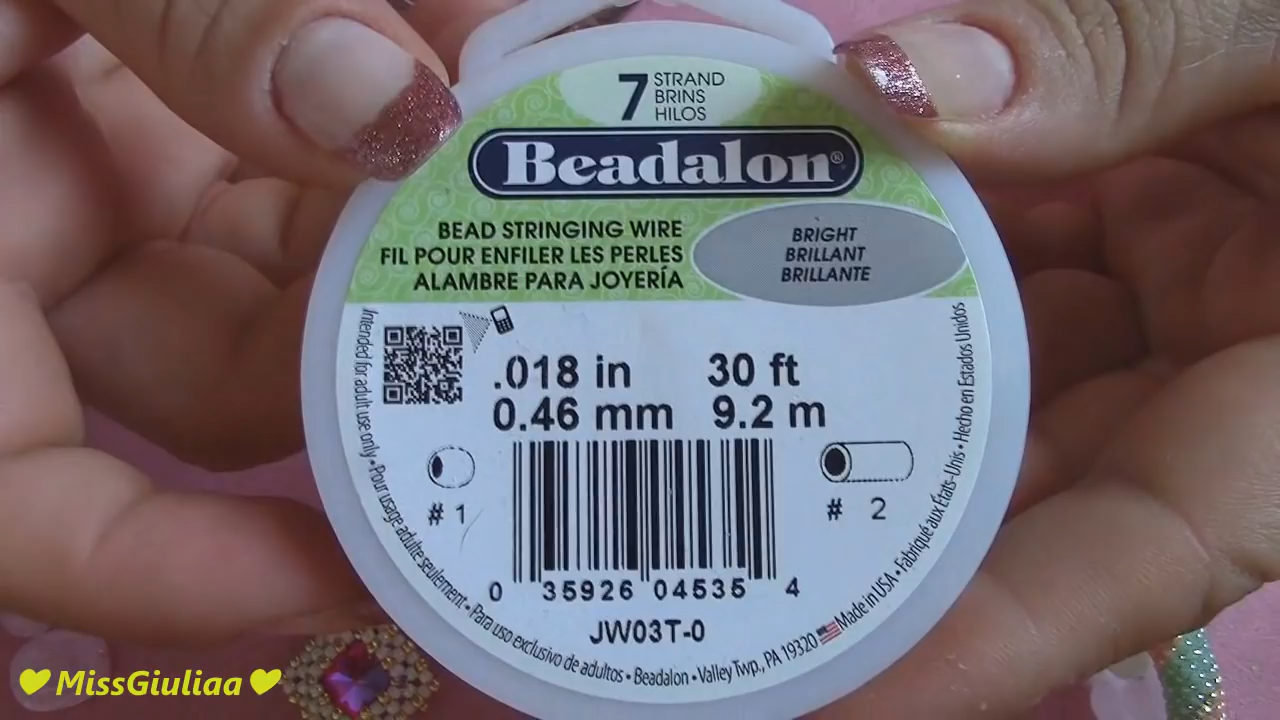 7 STRAND
BRINS
HILOS
Beadalon®
BEAD STRINGING WIRE
FIL POUR ENFILER LES PERLES
ALAMBRE PARA JOYERÍA
BRIGHT
BRILLANT
BRILLANTE
.018 in 30 ft
0.46 mm 9.2 m
# 1
# 2
0 35926 04535 4
JW03T-0
Intended for adult use only • Pour usage adulte seulement • Para uso exclusivo de adultos • Beadalon • Valley Twp., PA 19320 Made in USA • Fabriqué aux États-Unis • Hecho en Estados Unidos
💛 MissGiuliaa 💛